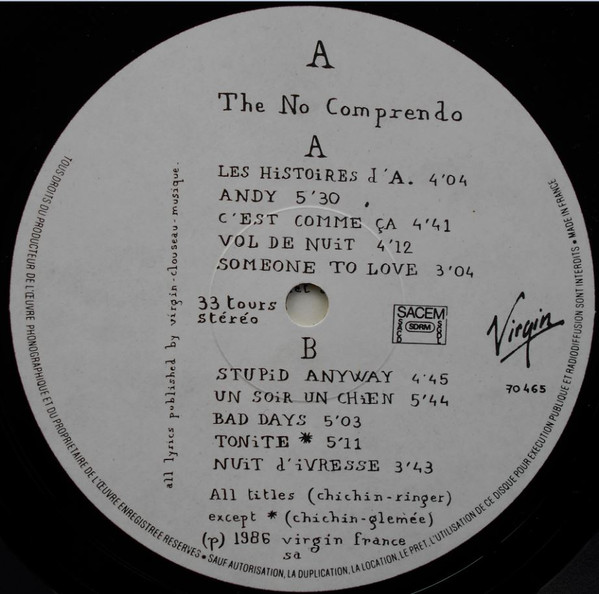 A
The No Comprendo
A
LES HiSTOiRES d'A. 4'04
ANDY 5'30
C'EST COMME ÇA 4'41
VOL DE NUiT 4'12
SOMEONE TO LOVE 3'04
33 tours
stéréo
SACEM
SACD SDRM SGDL
Virgin
70 465
B
STUPiD ANYWAY 4'45
UN SOiR UN CHiEN 5'44
BAD DAYS 5'03
TONiTE * 5'11
NUiT d'iVRESSE 3'43
All titles (chichin-ringer)
except * (chichin-glemée)
(p) 1986 virgin france
sa
all lyrics published by virgin-clouseau-musique.
TOUS DROITS DU PRODUCTEUR DE L'ŒUVRE PHONOGRAPHIQUE ET DU PROPRIETAIRE DE L'ŒUVRE ENREGISTREE RESERVES • SAUF AUTORISATION, LA DUPLICATION, LA LOCATION, LE PRET, L'UTILISATION DE CE DISQUE POUR EXECUTION PUBLIQUE ET RADIODIFFUSION SONT INTERDITS • MADE IN FRANCE